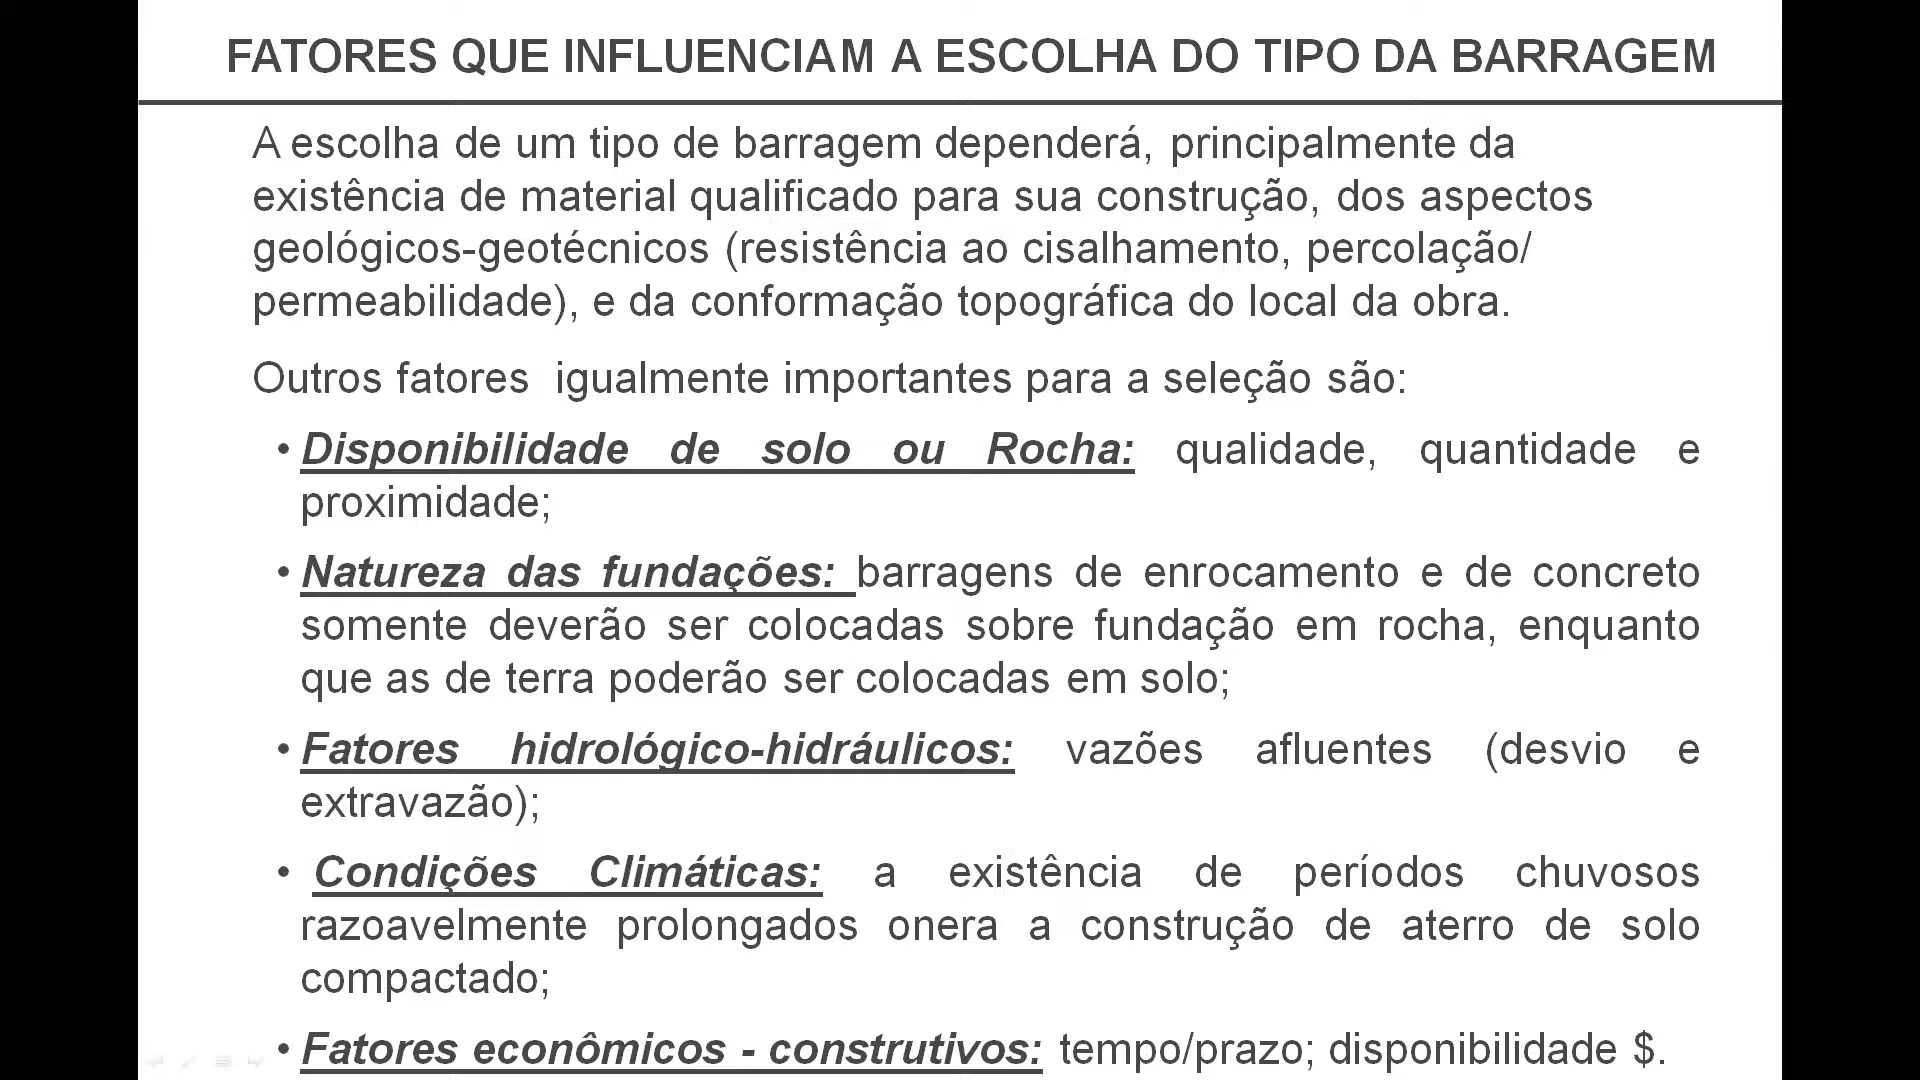 FATORES QUE INFLUENCIAM A ESCOLHA DO TIPO DA BARRAGEM
A escolha de um tipo de barragem dependerá, principalmente da
existência de material qualificado para sua construção, dos aspectos
geológicos-geotécnicos (resistência ao cisalhamento, percolação/
permeabilidade), e da conformação topográfica do local da obra.
Outros fatores  igualmente importantes para a seleção são:
• Disponibilidade de solo ou Rocha: qualidade, quantidade e
proximidade;
• Natureza das fundações: barragens de enrocamento e de concreto
somente deverão ser colocadas sobre fundação em rocha, enquanto
que as de terra poderão ser colocadas em solo;
• Fatores hidrológico-hidráulicos: vazões afluentes (desvio e
extravazão);
• Condições Climáticas: a existência de períodos chuvosos
razoavelmente prolongados onera a construção de aterro de solo
compactado;
• Fatores econômicos - construtivos: tempo/prazo; disponibilidade $.